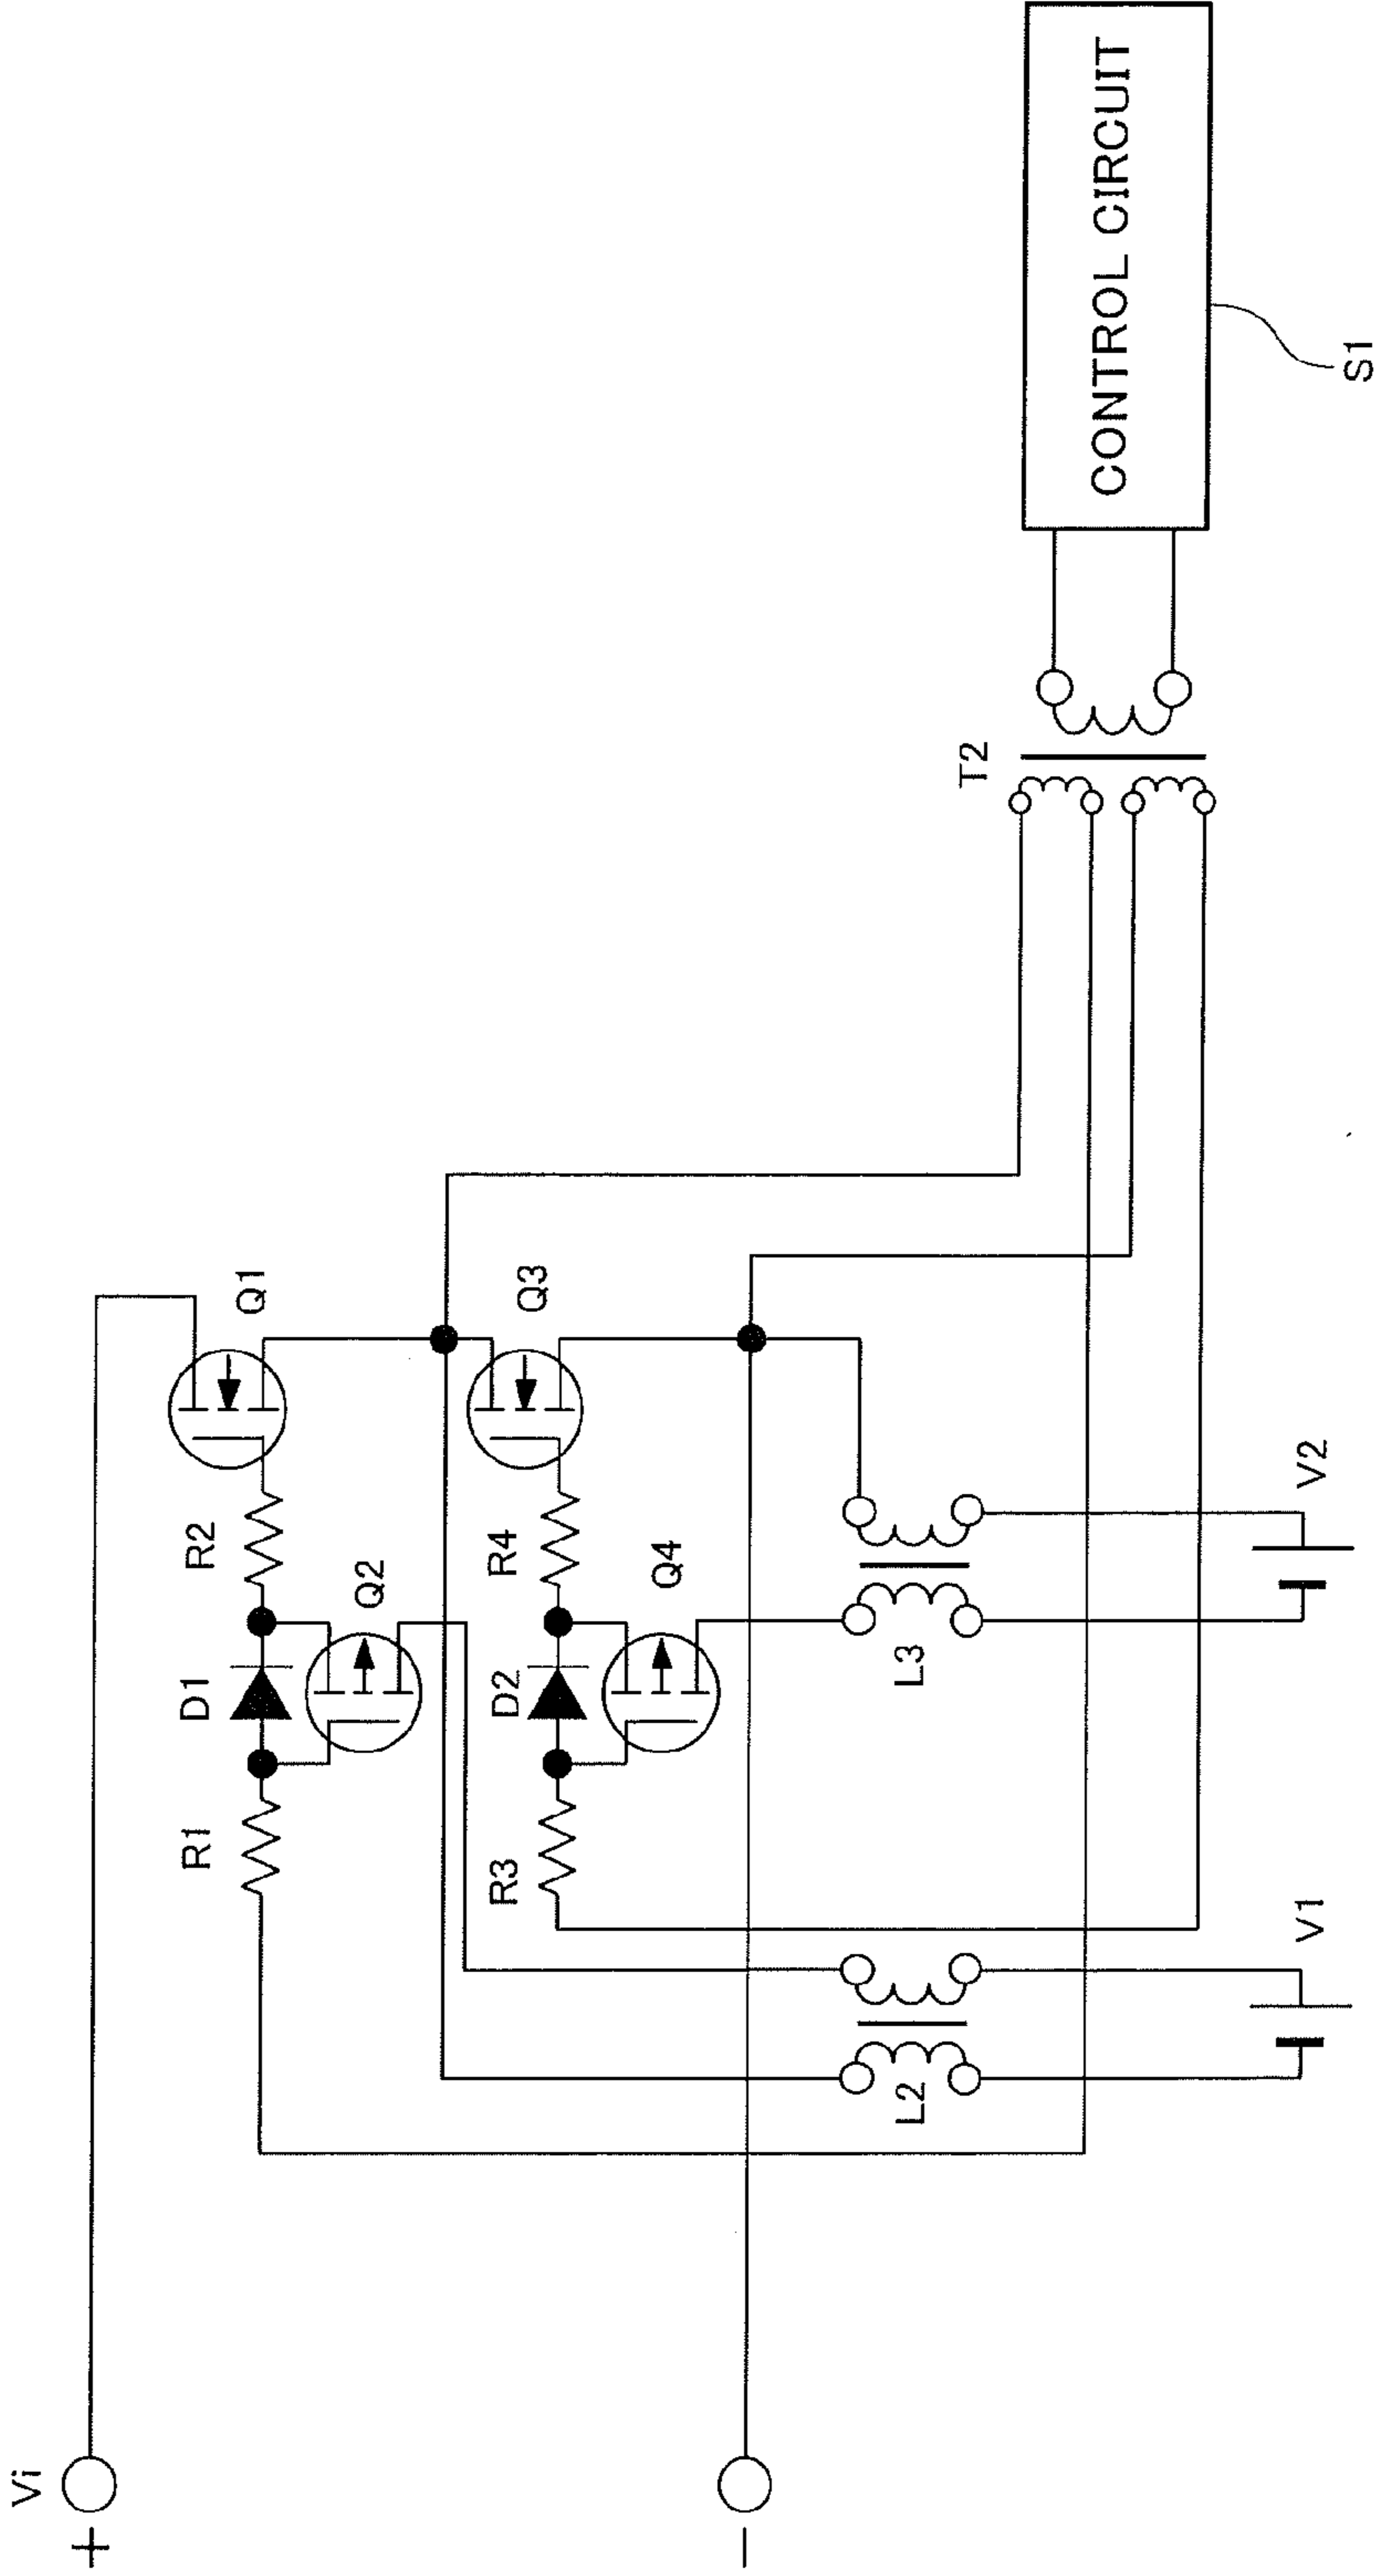 Vi
+
−
R1
D1
R2
Q1
Q2
R3
D2
R4
Q3
Q4
L2
L3
V1
V2
T2
CONTROL CIRCUIT
S1